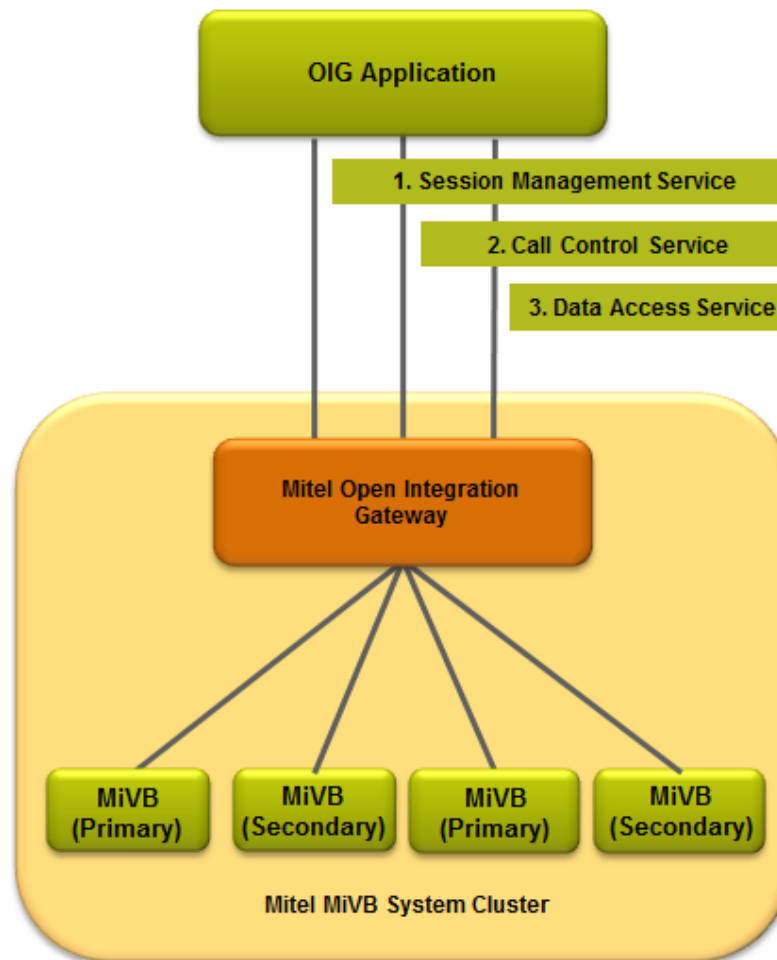 OIG Application
1. Session Management Service
2. Call Control Service
3. Data Access Service
Mitel Open Integration
Gateway
MiVB
(Primary)
MiVB
(Secondary)
MiVB
(Primary)
MiVB
(Secondary)
Mitel MiVB System Cluster